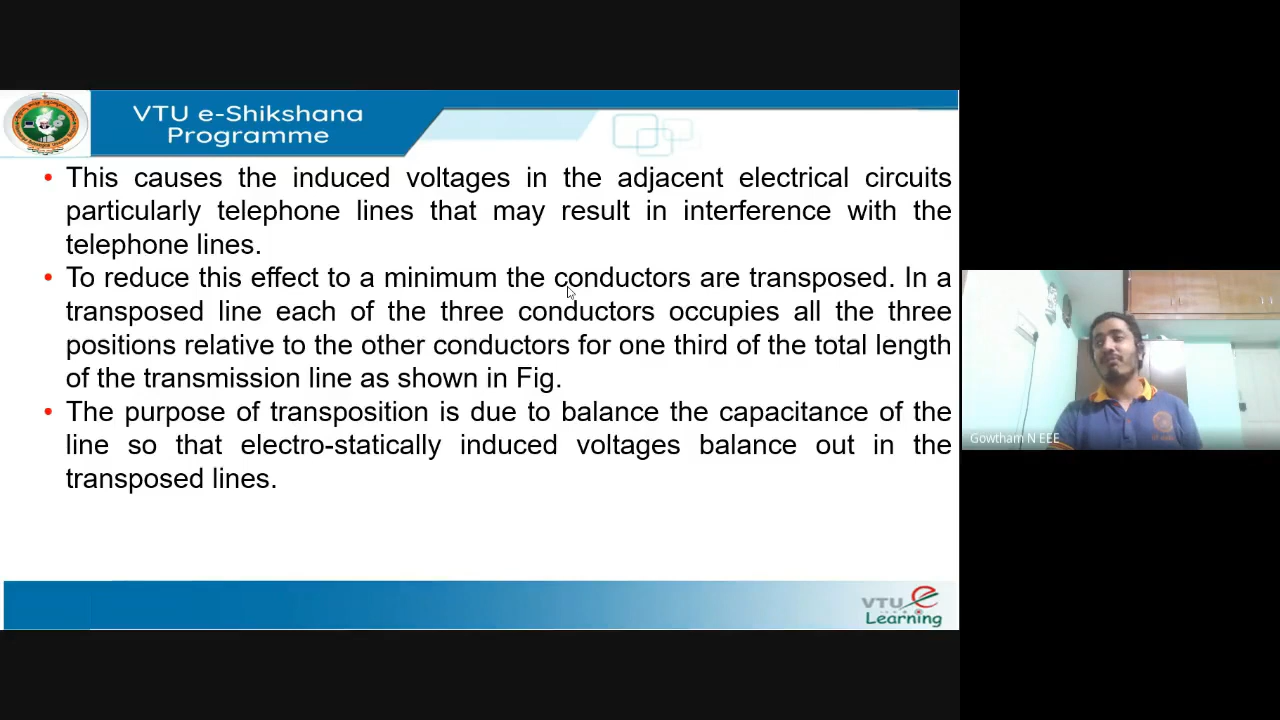 VTU e-Shikshana
Programme
• This causes the induced voltages in the adjacent electrical circuits
particularly telephone lines that may result in interference with the
telephone lines.
• To reduce this effect to a minimum the conductors are transposed. In a
transposed line each of the three conductors occupies all the three
positions relative to the other conductors for one third of the total length
of the transmission line as shown in Fig.
• The purpose of transposition is due to balance the capacitance of the
line so that electro-statically induced voltages balance out in the
transposed lines.
Gowtham N EEE
VTU e
Learning